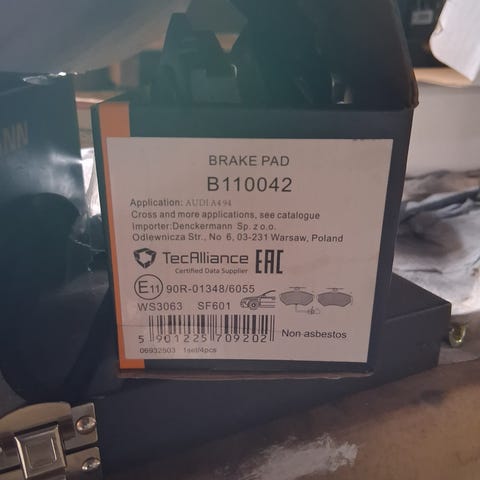 ANN
BRAKE PAD
B110042
Application: AUDI A4 94
Cross and more applications, see catalogue
Importer:Denckermann Sp. z o.o.
Odlewnicza Str., No 6, 03-231 Warsaw, Poland
TecAlliance
Certified Data Supplier
EAC
E11 90R-01348/6055
WS3063 SF601
Non-asbestos
5 901225 709202
06932503 1set/4pcs